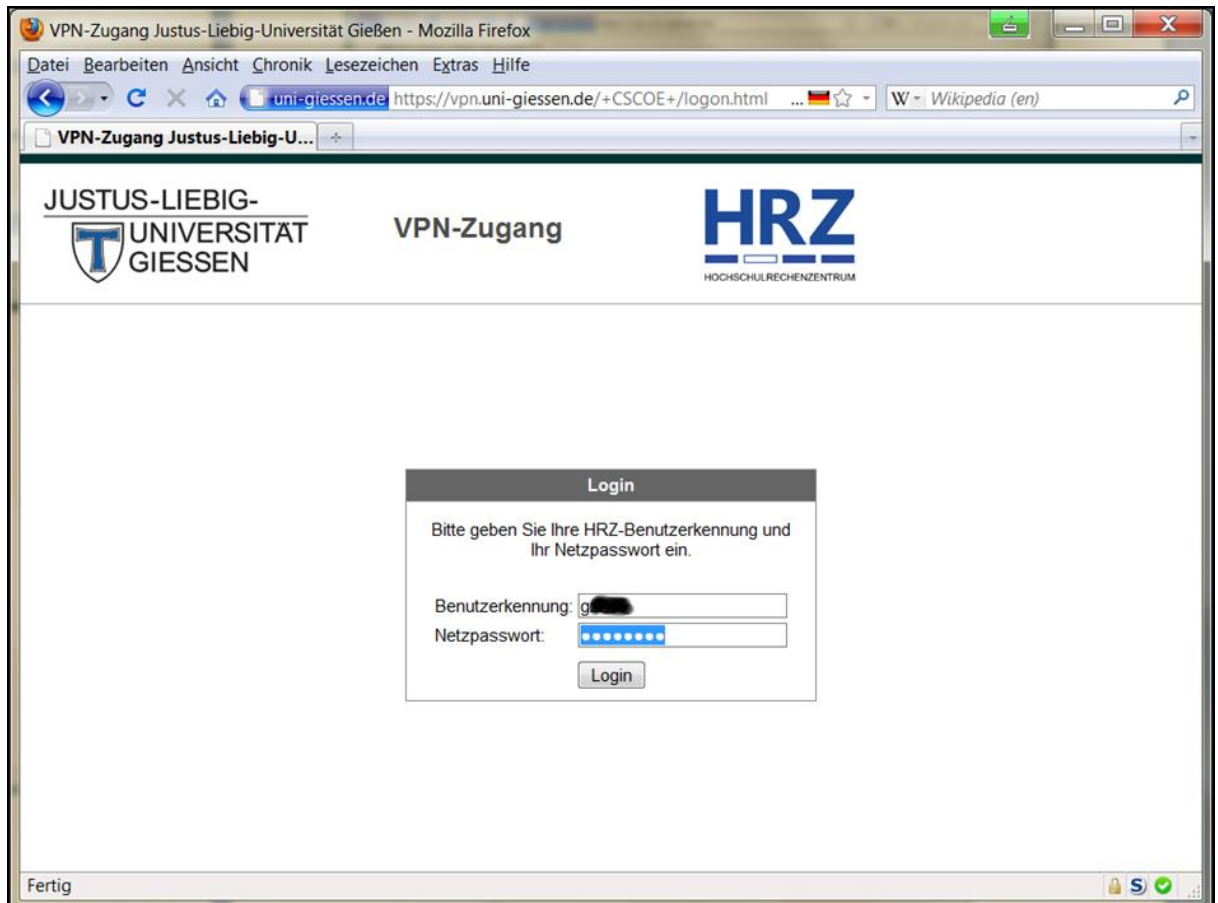 VPN-Zugang Justus-Liebig-Universität Gießen - Mozilla Firefox
Datei Bearbeiten Ansicht Chronik Lesezeichen Extras Hilfe
uni-giessen.de https://vpn.uni-giessen.de/+CSCOE+/logon.html ... W Wikipedia (en)
VPN-Zugang Justus-Liebig-U...
JUSTUS-LIEBIG-
UNIVERSITÄT
GIESSEN
VPN-Zugang
HRZ
HOCHSCHULRECHENZENTRUM
Login
Bitte geben Sie Ihre HRZ-Benutzerkennung und
Ihr Netzpasswort ein.
Benutzerkennung: g
Netzpasswort: ●●●●●●●●
Login
Fertig S